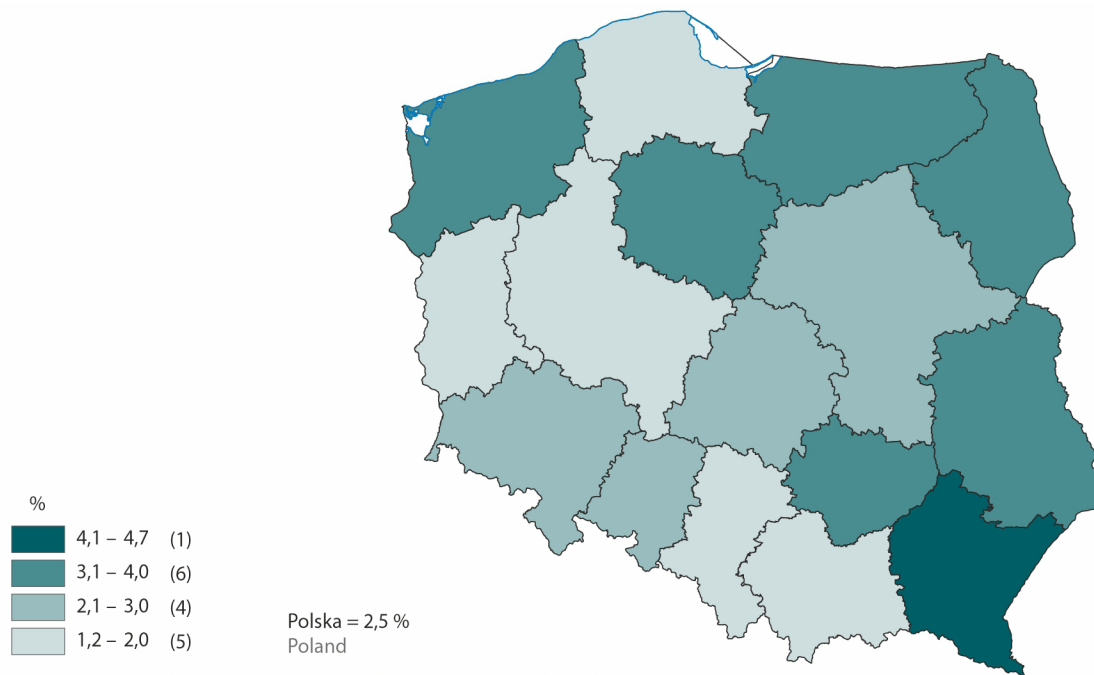 %
4,1 – 4,7 (1)
3,1 – 4,0 (6)
2,1 – 3,0 (4)
1,2 – 2,0 (5)
Polska = 2,5 %
Poland